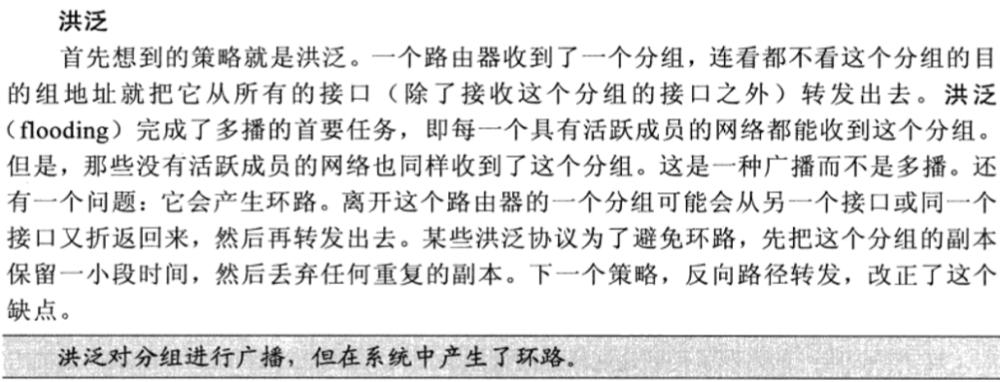 洪泛
首先想到的策略就是洪泛。一个路由器收到了一个分组，连看都不看这个分组的目
的组地址就把它从所有的接口（除了接收这个分组的接口之外）转发出去。洪泛
（flooding）完成了多播的首要任务，即每一个具有活跃成员的网络都能收到这个分组。
但是，那些没有活跃成员的网络也同样收到了这个分组。这是一种广播而不是多播。还
有一个问题：它会产生环路。离开这个路由器的一个分组可能会从另一个接口或同一个
接口又折返回来，然后再转发出去。某些洪泛协议为了避免环路，先把这个分组的副本
保留一小段时间，然后丢弃任何重复的副本。下一个策略，反向路径转发，改正了这个
缺点。
洪泛对分组进行广播，但在系统中产生了环路。